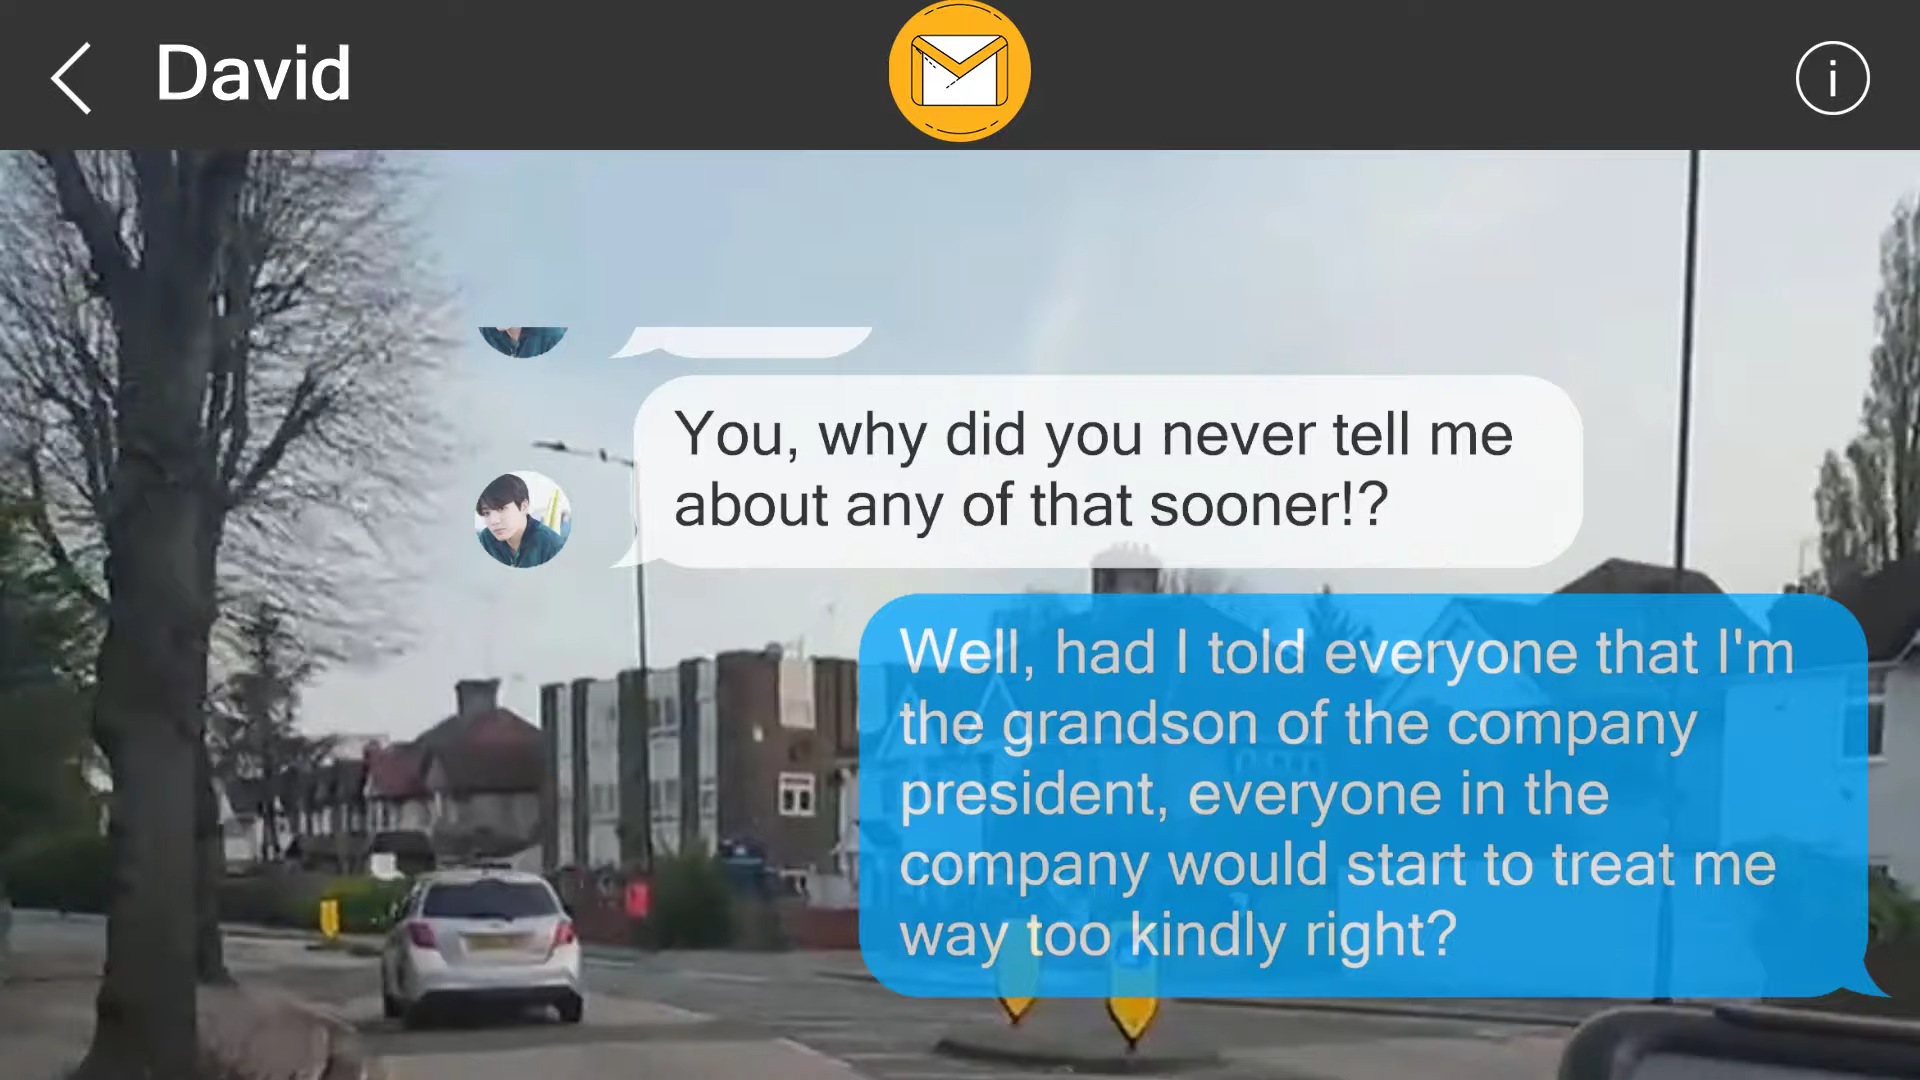 David
You, why did you never tell me
about any of that sooner!?
Well, had I told everyone that I'm
the grandson of the company
president, everyone in the
company would start to treat me
way too kindly right?